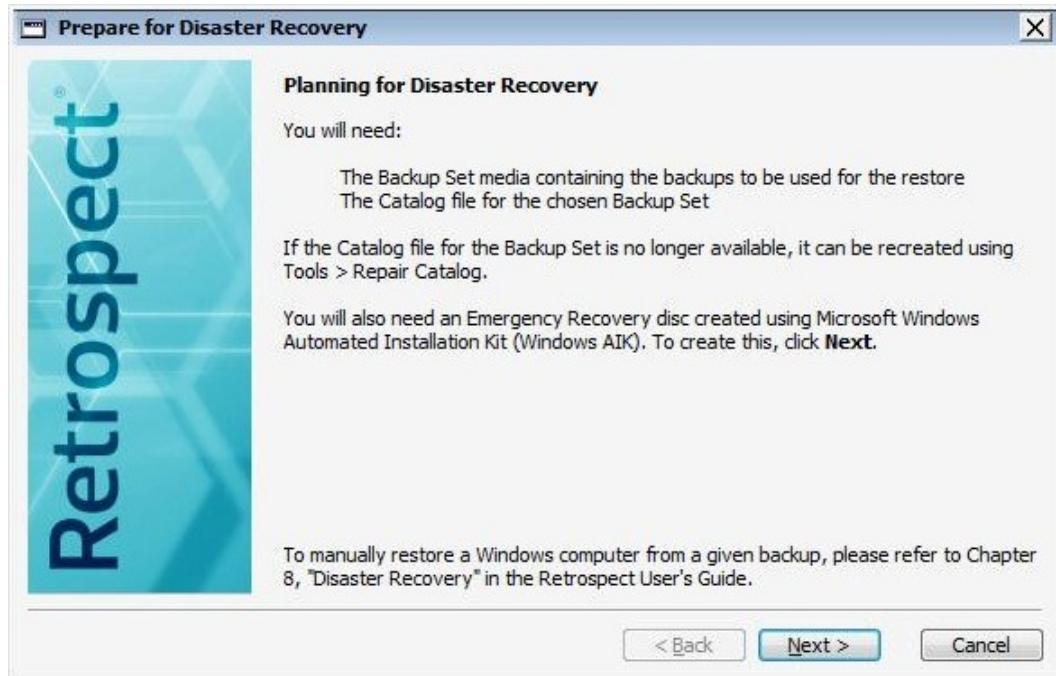 Prepare for Disaster Recovery
Retrospect®
Planning for Disaster Recovery
You will need:
The Backup Set media containing the backups to be used for the restore
The Catalog file for the chosen Backup Set
If the Catalog file for the Backup Set is no longer available, it can be recreated using
Tools > Repair Catalog.
You will also need an Emergency Recovery disc created using Microsoft Windows
Automated Installation Kit (Windows AIK). To create this, click Next.
To manually restore a Windows computer from a given backup, please refer to Chapter
8, "Disaster Recovery" in the Retrospect User's Guide.
< Back Next > Cancel